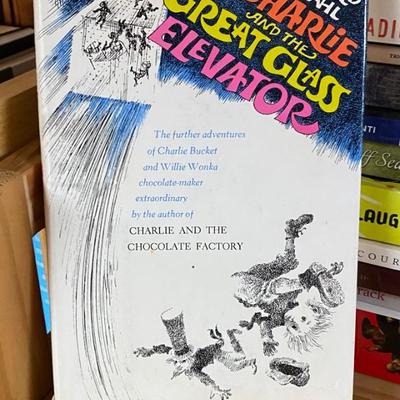 CHARLIE
AND THE
GREAT GLASS
ELEVATOR
The further adventures
of Charlie Bucket
and Willie Wonka
chocolate-maker
extraordinary
by the author of
CHARLIE AND THE
CHOCOLATE FACTORY